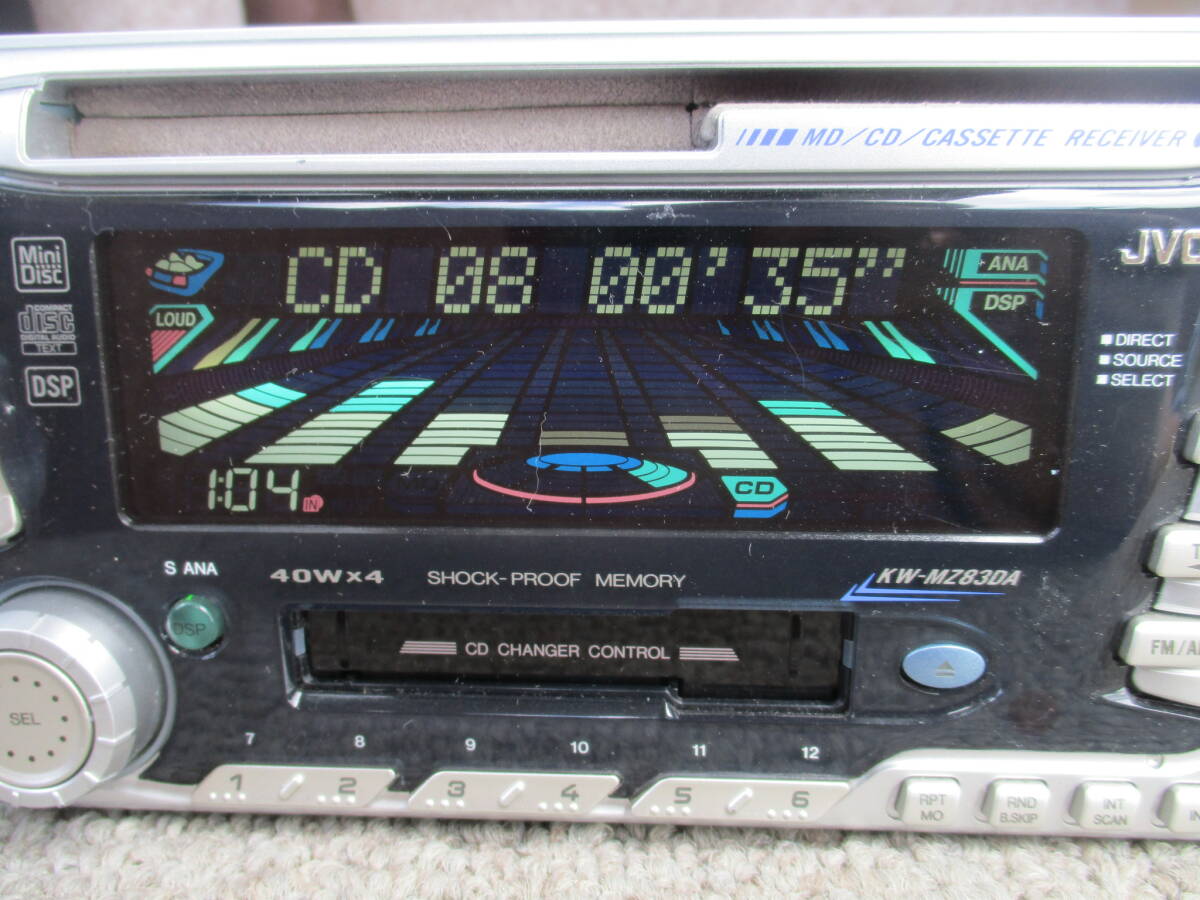 MD/CD/CASSETTE RECEIVER
Mini Disc
COMPACT disc DIGITAL AUDIO TEXT
DSP
CD 08 00'35"
LOUD
ANA
DSP
JVC
DIRECT
SOURCE
SELECT
1:04 IN
CD
S ANA
DSP
40W×4
SHOCK-PROOF MEMORY
KW-MZ83DA
CD CHANGER CONTROL
SEL
FM/A
7 8 9 10 11 12
1 2 3 4 5 6
RPT MO
RND B.SKIP
INT SCAN
IN